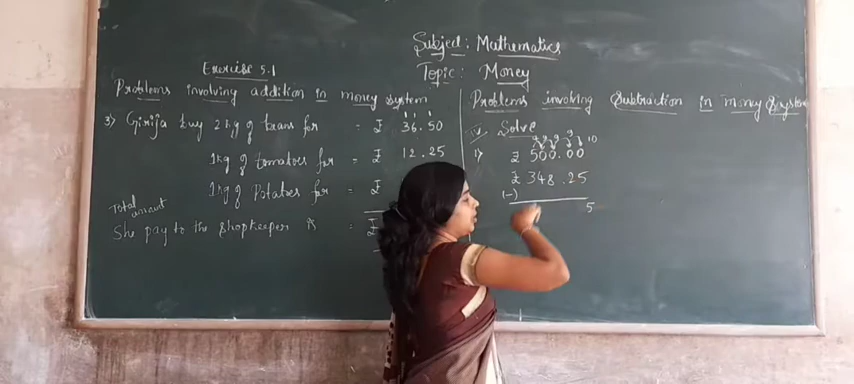 Subject: Mathematics
Topic: Money
Exercise 5.1
Problems involving addition in money system
3) Girija buy 2 kg of beans for = ₹ 36.50
1kg of tomatoes for = ₹ 12.25
1kg of Potatoes for = ₹
Total amount
She pay to the shopkeeper is = ₹
Problems involving Subtraction in money System
Solve
1) ₹ 500.00
₹ 348.25
(-)
5